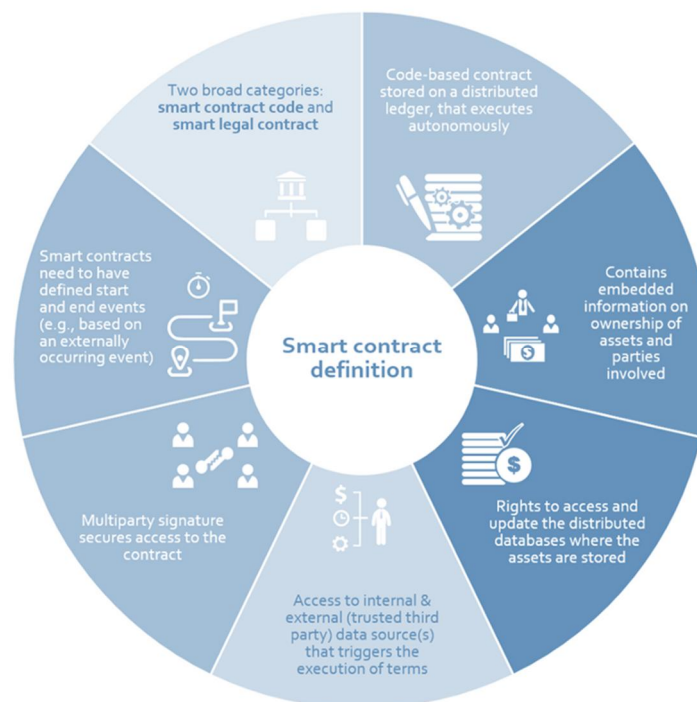 Smart contract
definition
Code-based contract
stored on a distributed
ledger, that executes
autonomously
Contains
embedded
information on
ownership of
assets and
parties
involved
Rights to access and
update the distributed
databases where the
assets are stored
Access to internal &
external (trusted third
party) data source(s)
that triggers the
execution of terms
Multiparty signature
secures access to the
contract
Smart contracts
need to have
defined start
and end events
(e.g., based on
an externally
occurring event)
Two broad categories:
smart contract code and
smart legal contract